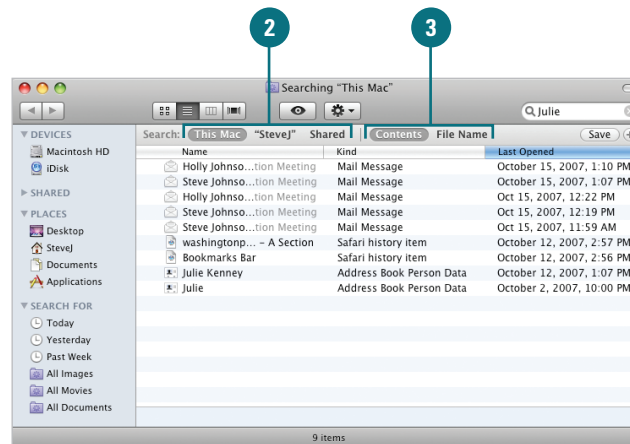 2 3
Searching "This Mac"
Julie
Search: This Mac "SteveJ" Shared Contents File Name Save
Name Kind Last Opened
DEVICES
Macintosh HD
iDisk
SHARED
PLACES
Desktop
SteveJ
Documents
Applications
SEARCH FOR
Today
Yesterday
Past Week
All Images
All Movies
All Documents
Holly Johnso...tion Meeting Mail Message October 15, 2007, 1:10 PM
Steve Johnso...tion Meeting Mail Message October 15, 2007, 1:07 PM
Holly Johnso...tion Meeting Mail Message Oct 15, 2007, 12:22 PM
Steve Johnso...tion Meeting Mail Message Oct 15, 2007, 12:19 PM
Steve Johnso...tion Meeting Mail Message Oct 15, 2007, 11:59 AM
washingtonp... – A Section Safari history item October 12, 2007, 2:57 PM
Bookmarks Bar Safari history item October 12, 2007, 2:56 PM
Julie Kenney Address Book Person Data October 12, 2007, 1:07 PM
Julie Address Book Person Data October 2, 2007, 10:00 PM
9 items